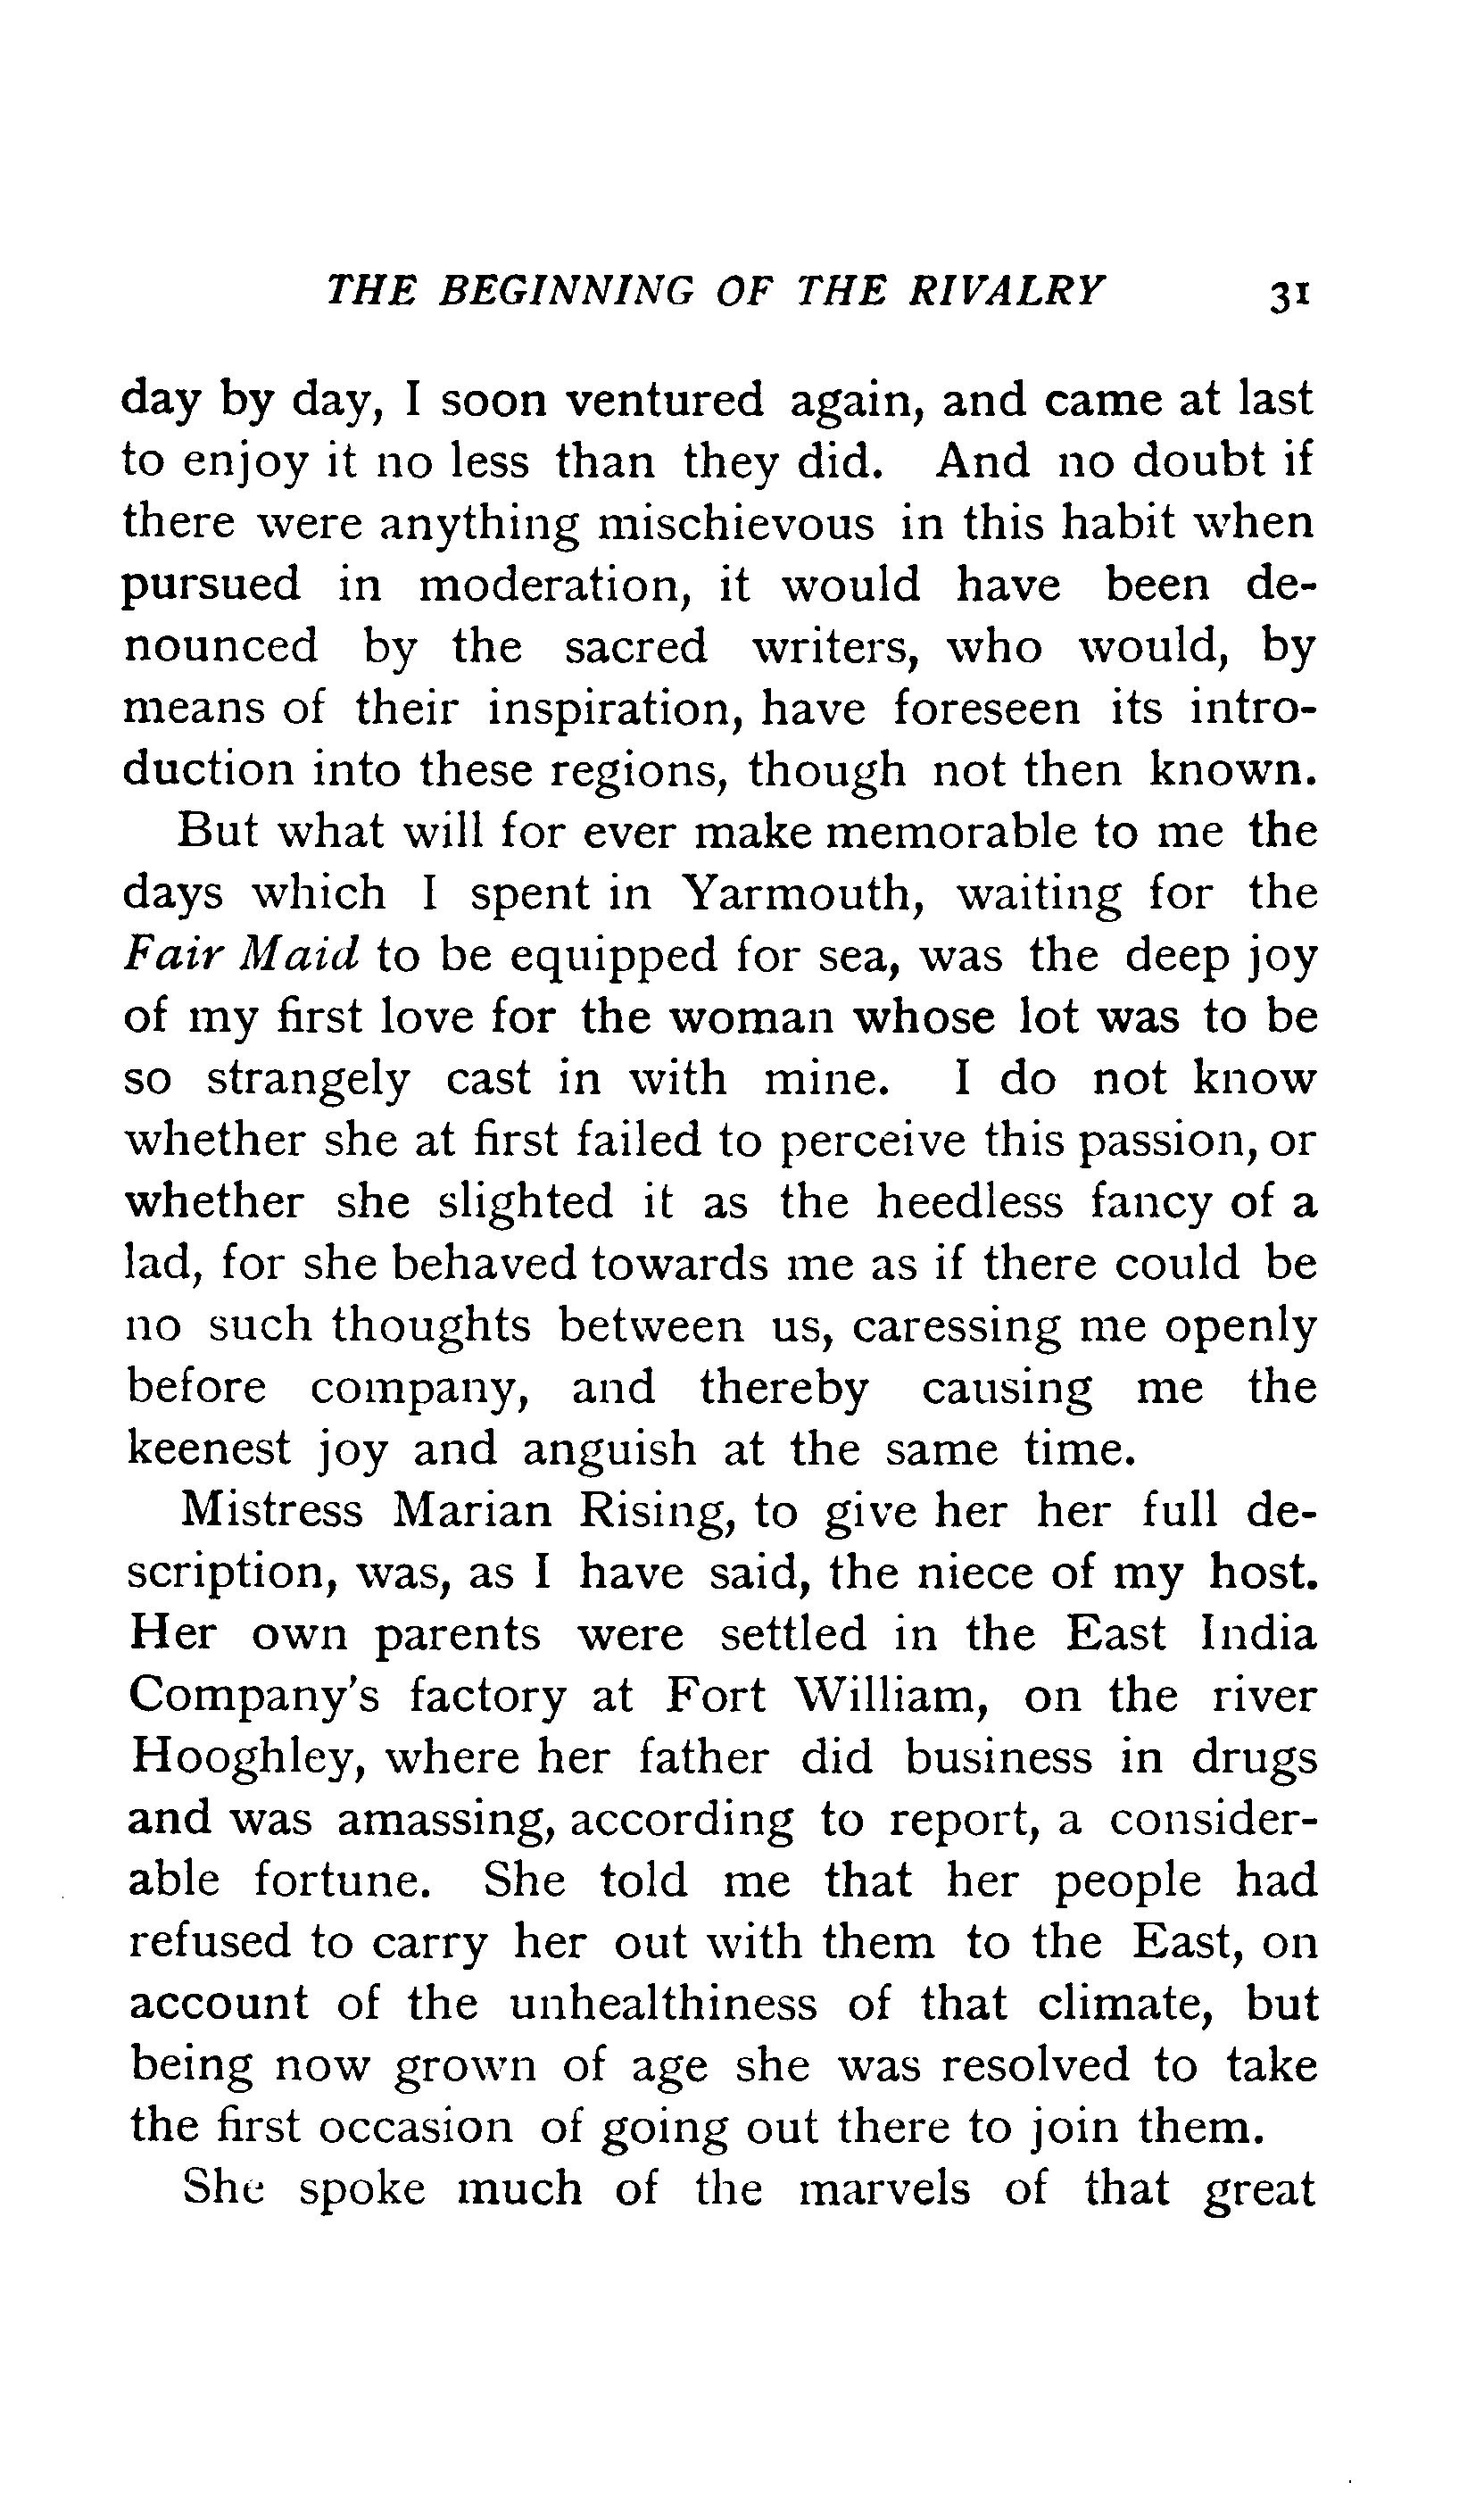 THE BEGINNING OF THE RIVALRY 31
day by day, I soon ventured again, and came at last
to enjoy it no less than they did. And no doubt if
there were anything mischievous in this habit when
pursued in moderation, it would have been de-
nounced by the sacred writers, who would, by
means of their inspiration, have foreseen its intro-
duction into these regions, though not then known.
But what will for ever make memorable to me the
days which I spent in Yarmouth, waiting for the
Fair Maid to be equipped for sea, was the deep joy
of my first love for the woman whose lot was to be
so strangely cast in with mine. I do not know
whether she at first failed to perceive this passion, or
whether she slighted it as the heedless fancy of a
lad, for she behaved towards me as if there could be
no such thoughts between us, caressing me openly
before company, and thereby causing me the
keenest joy and anguish at the same time.
Mistress Marian Rising, to give her her full de-
scription, was, as I have said, the niece of my host.
Her own parents were settled in the East India
Company's factory at Fort William, on the river
Hooghley, where her father did business in drugs
and was amassing, according to report, a consider-
able fortune. She told me that her people had
refused to carry her out with them to the East, on
account of the unhealthiness of that climate, but
being now grown of age she was resolved to take
the first occasion of going out there to join them.
She spoke much of the marvels of that great